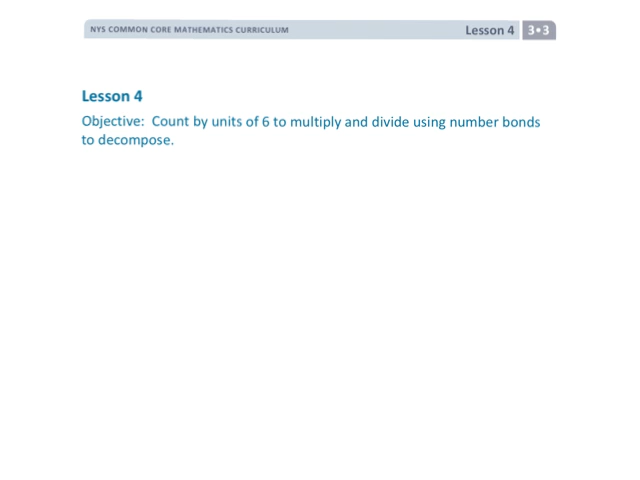 NYS COMMON CORE MATHEMATICS CURRICULUM Lesson 4 3•3
Lesson 4
Objective: Count by units of 6 to multiply and divide using number bonds
to decompose.